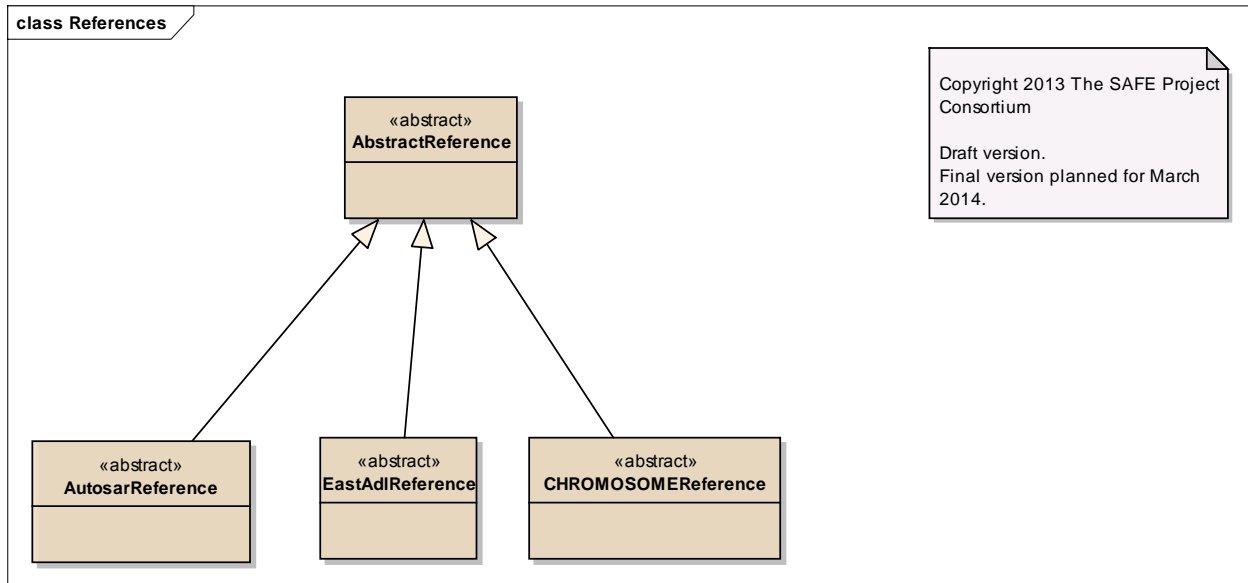 class References
«abstract»
AbstractReference
Copyright 2013 The SAFE Project
Consortium
Draft version.
Final version planned for March
2014.
«abstract»
AutosarReference
«abstract»
EastAdlReference
«abstract»
CHROMOSOMEReference